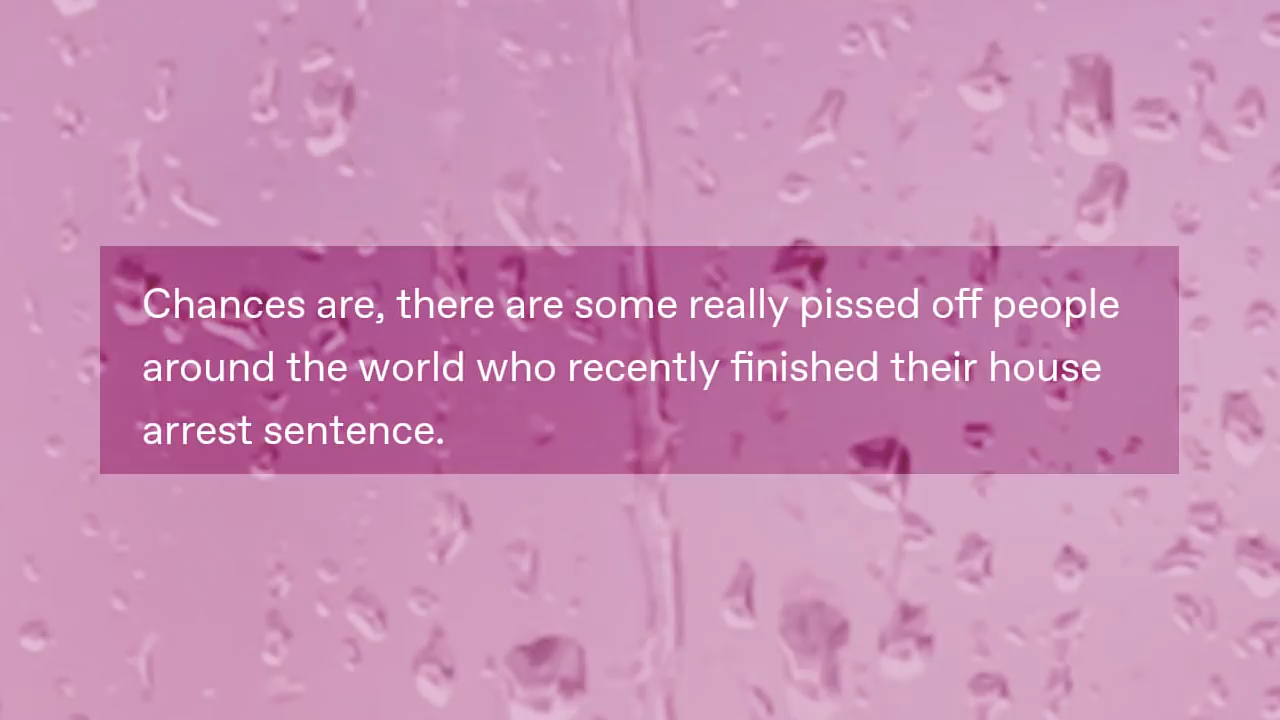 Chances are, there are some really pissed off people
around the world who recently finished their house
arrest sentence.